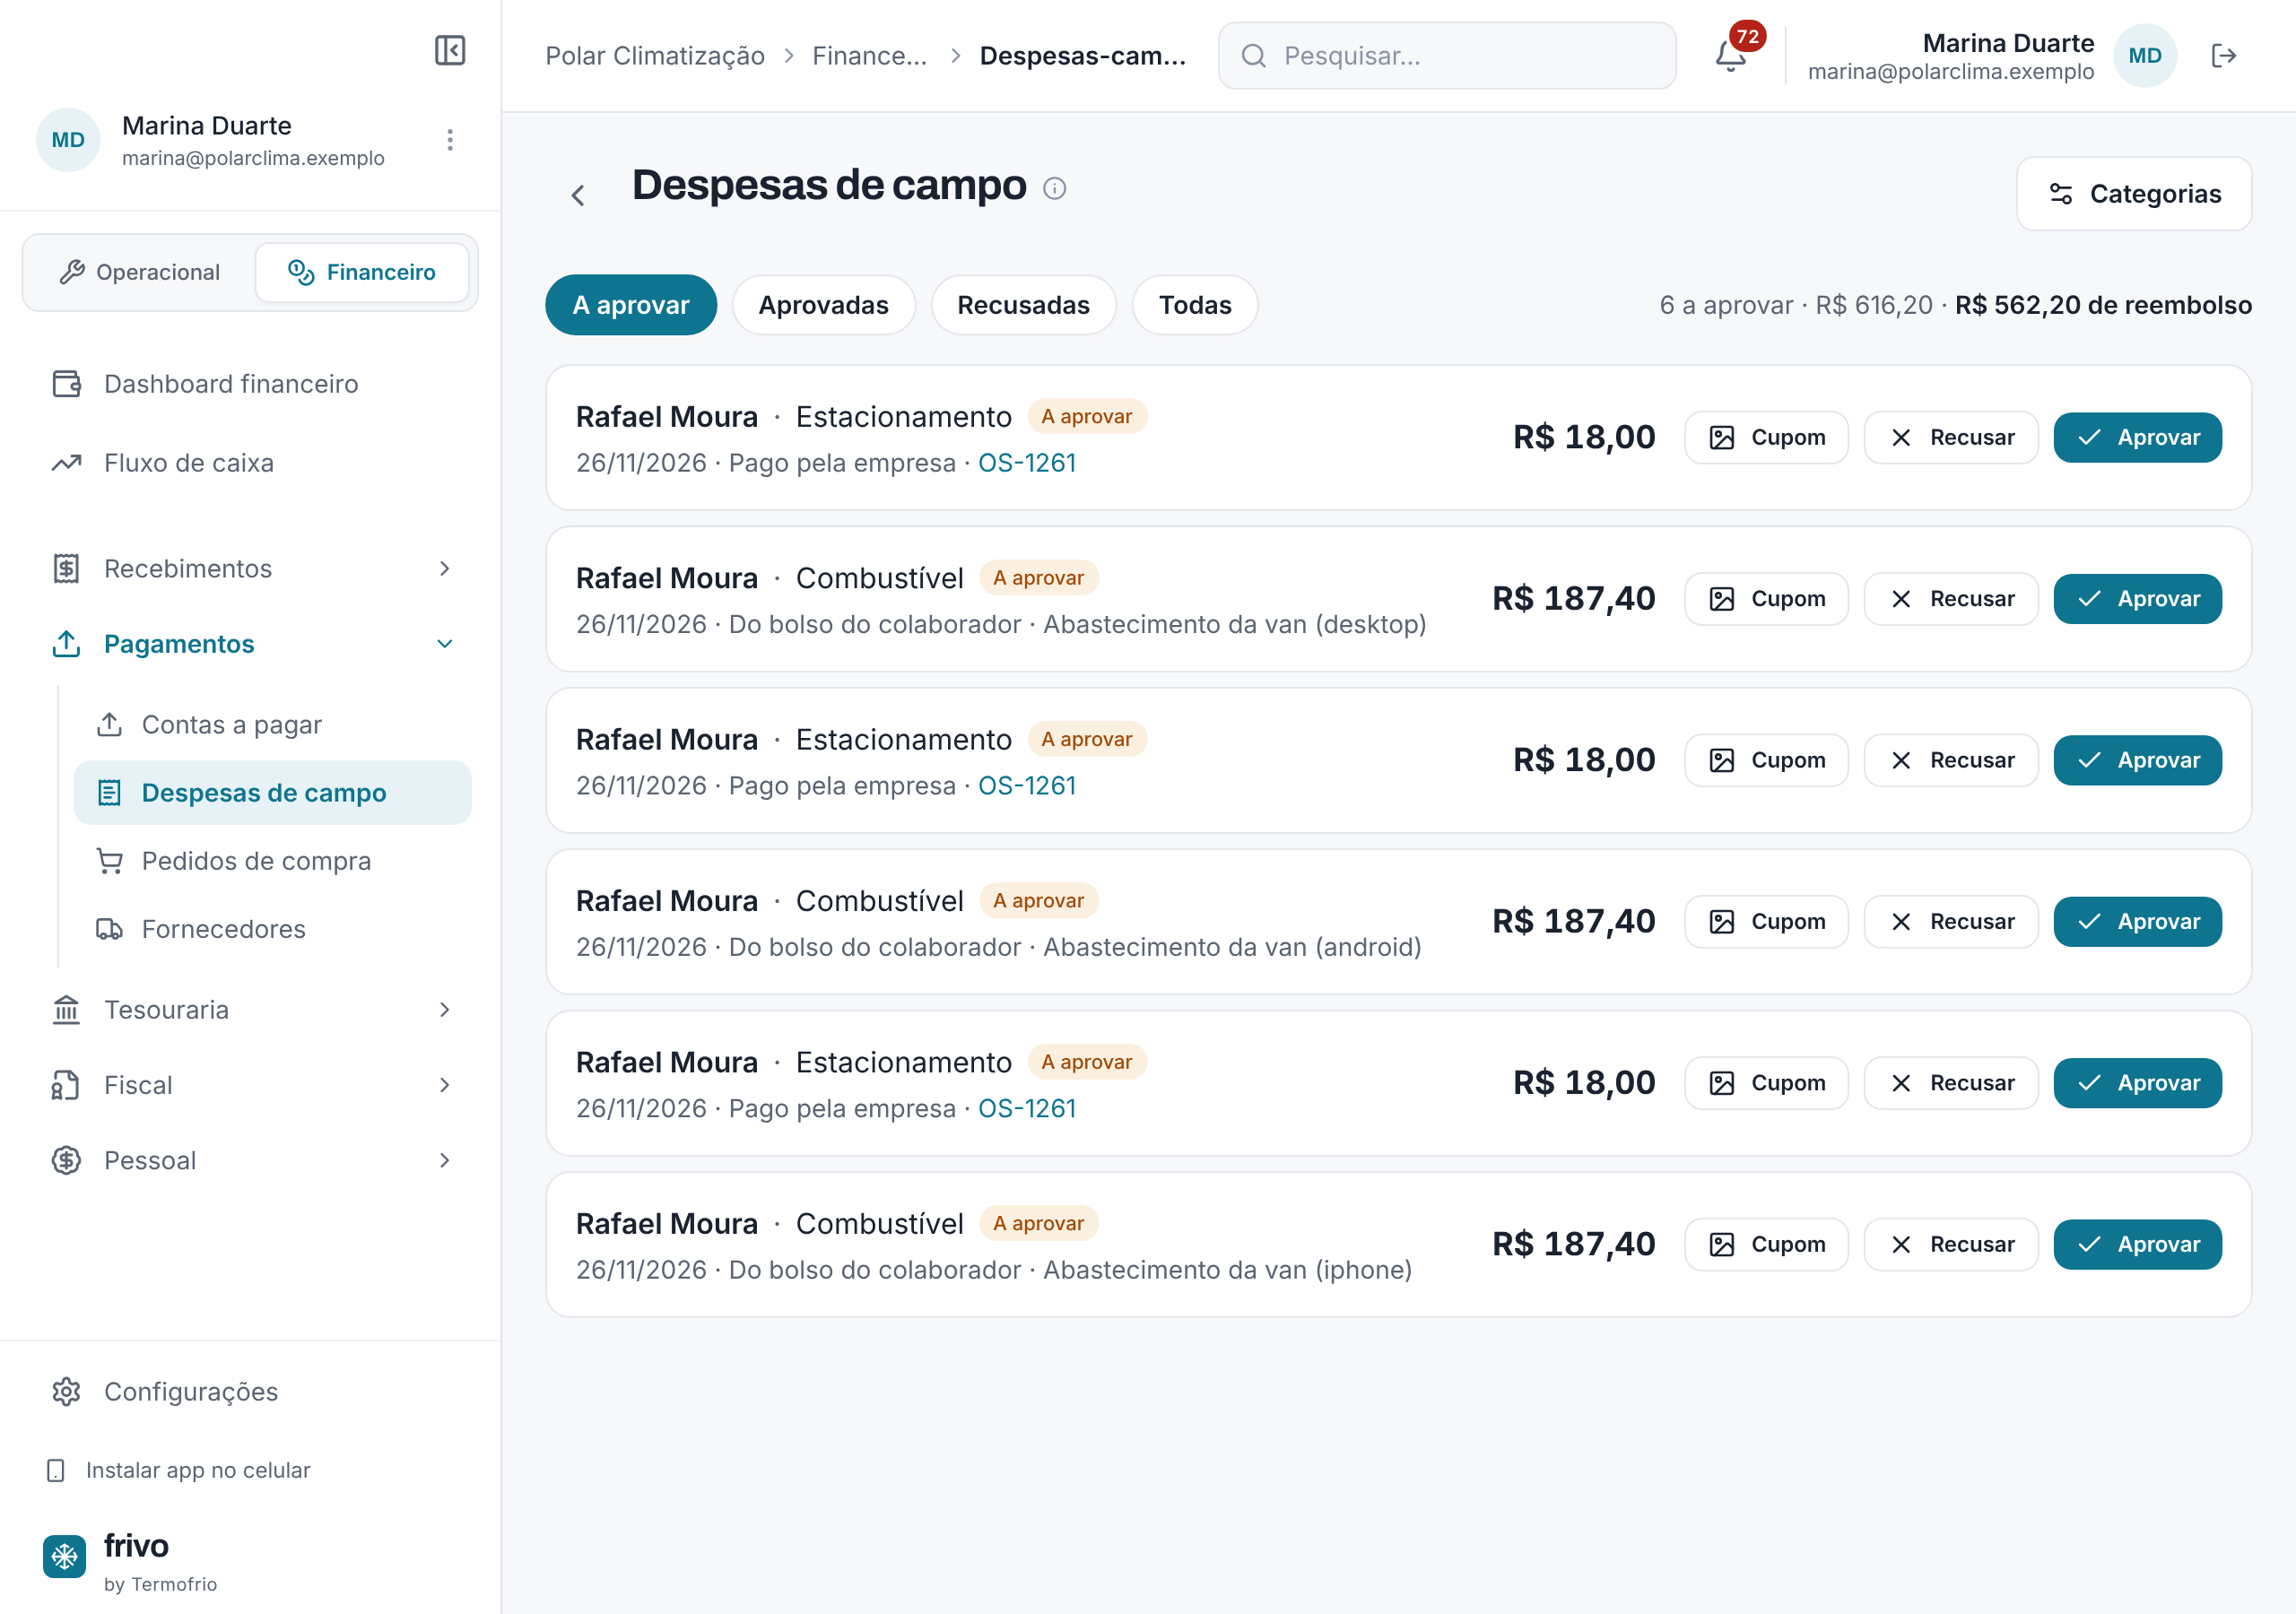 MD
Marina Duarte
marina@polarclima.exemplo
Operacional
Financeiro
Dashboard financeiro
Fluxo de caixa
Recebimentos
Pagamentos
Contas a pagar
Despesas de campo
Pedidos de compra
Fornecedores
Tesouraria
Fiscal
Pessoal
Configurações
Instalar app no celular
frivo
by Termofrio
Polar Climatização > Finance... > Despesas-cam...
Pesquisar...
72
Marina Duarte
marina@polarclima.exemplo
MD
Despesas de campo
Categorias
A aprovar
Aprovadas
Recusadas
Todas
6 a aprovar · R$ 616,20 · R$ 562,20 de reembolso
Rafael Moura · Estacionamento A aprovar
26/11/2026 · Pago pela empresa · OS-1261
R$ 18,00 Cupom Recusar Aprovar
Rafael Moura · Combustível A aprovar
26/11/2026 · Do bolso do colaborador · Abastecimento da van (desktop)
R$ 187,40 Cupom Recusar Aprovar
Rafael Moura · Estacionamento A aprovar
26/11/2026 · Pago pela empresa · OS-1261
R$ 18,00 Cupom Recusar Aprovar
Rafael Moura · Combustível A aprovar
26/11/2026 · Do bolso do colaborador · Abastecimento da van (android)
R$ 187,40 Cupom Recusar Aprovar
Rafael Moura · Estacionamento A aprovar
26/11/2026 · Pago pela empresa · OS-1261
R$ 18,00 Cupom Recusar Aprovar
Rafael Moura · Combustível A aprovar
26/11/2026 · Do bolso do colaborador · Abastecimento da van (iphone)
R$ 187,40 Cupom Recusar Aprovar